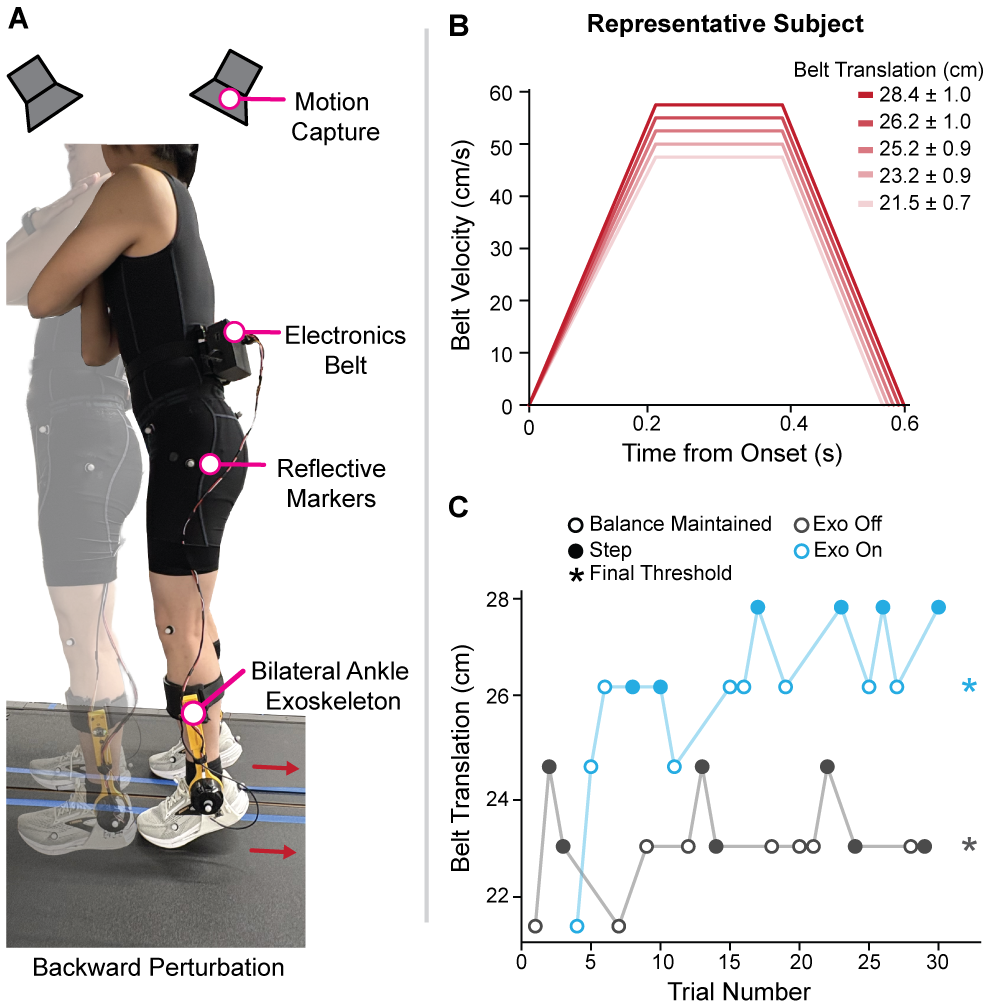 A
Motion
Capture
Electronics
Belt
Reflective
Markers
Bilateral Ankle
Exoskeleton
Backward Perturbation
B
Representative Subject
Belt Translation (cm)
28.4 ± 1.0
26.2 ± 1.0
25.2 ± 0.9
23.2 ± 0.9
21.5 ± 0.7
Belt Velocity (cm/s)
60
50
40
30
20
10
0
0 0.2 0.4 0.6
Time from Onset (s)
C
Balance Maintained Exo Off
Step Exo On
* Final Threshold
Belt Translation (cm)
28
26
24
22
*
*
0 5 10 15 20 25 30
Trial Number